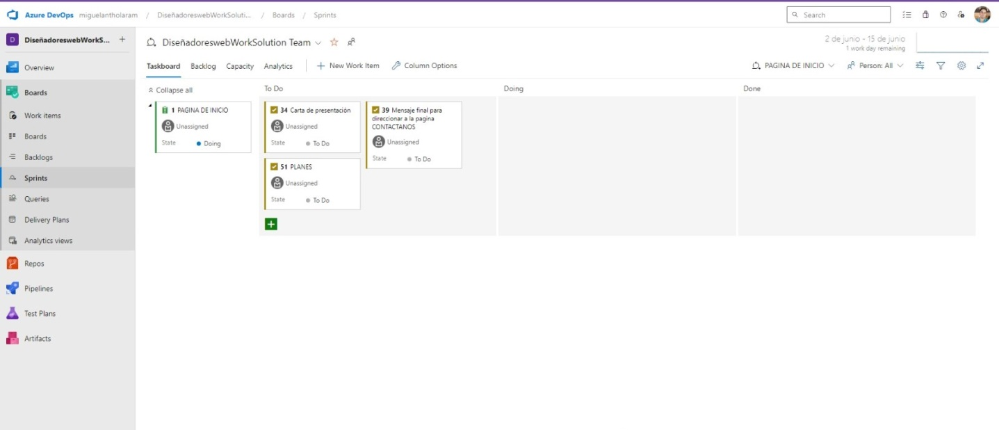 Azure DevOps miguelantholaram / DiseñadoreswebWorkSoluti... / Boards / Sprints
Search
D DiseñadoreswebWorkS... +
DiseñadoreswebWorkSolution Team
2 de junio - 15 de junio
1 work day remaining
Taskboard Backlog Capacity Analytics New Work Item Column Options
PAGINA DE INICIO Person: All
Overview
Boards
Work items
Boards
Backlogs
Sprints
Queries
Delivery Plans
Analytics views
Repos
Pipelines
Test Plans
Artifacts
Collapse all
To Do
Doing
Done
1 PAGINA DE INICIO
Unassigned
State Doing
34 Carta de presentación
Unassigned
State To Do
39 Mensaje final para
direccionar a la pagina
CONTACTANOS
Unassigned
State To Do
51 PLANES
Unassigned
State To Do